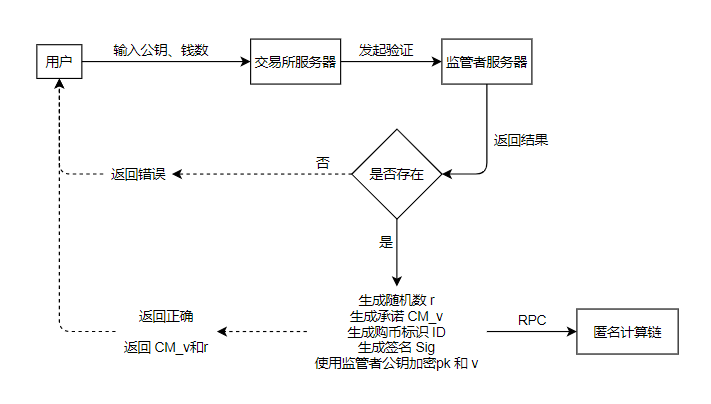 输入公钥、钱数
发起验证
用户
交易所服务器
监管者服务器
返回结果
否
返回错误
是否存在
是
生成随机数 r
生成承诺 CM_v
生成购币标识 ID
生成签名 Sig
使用监管者公钥加密pk 和 v
返回正确
返回 CM_v和r
RPC
匿名计算链